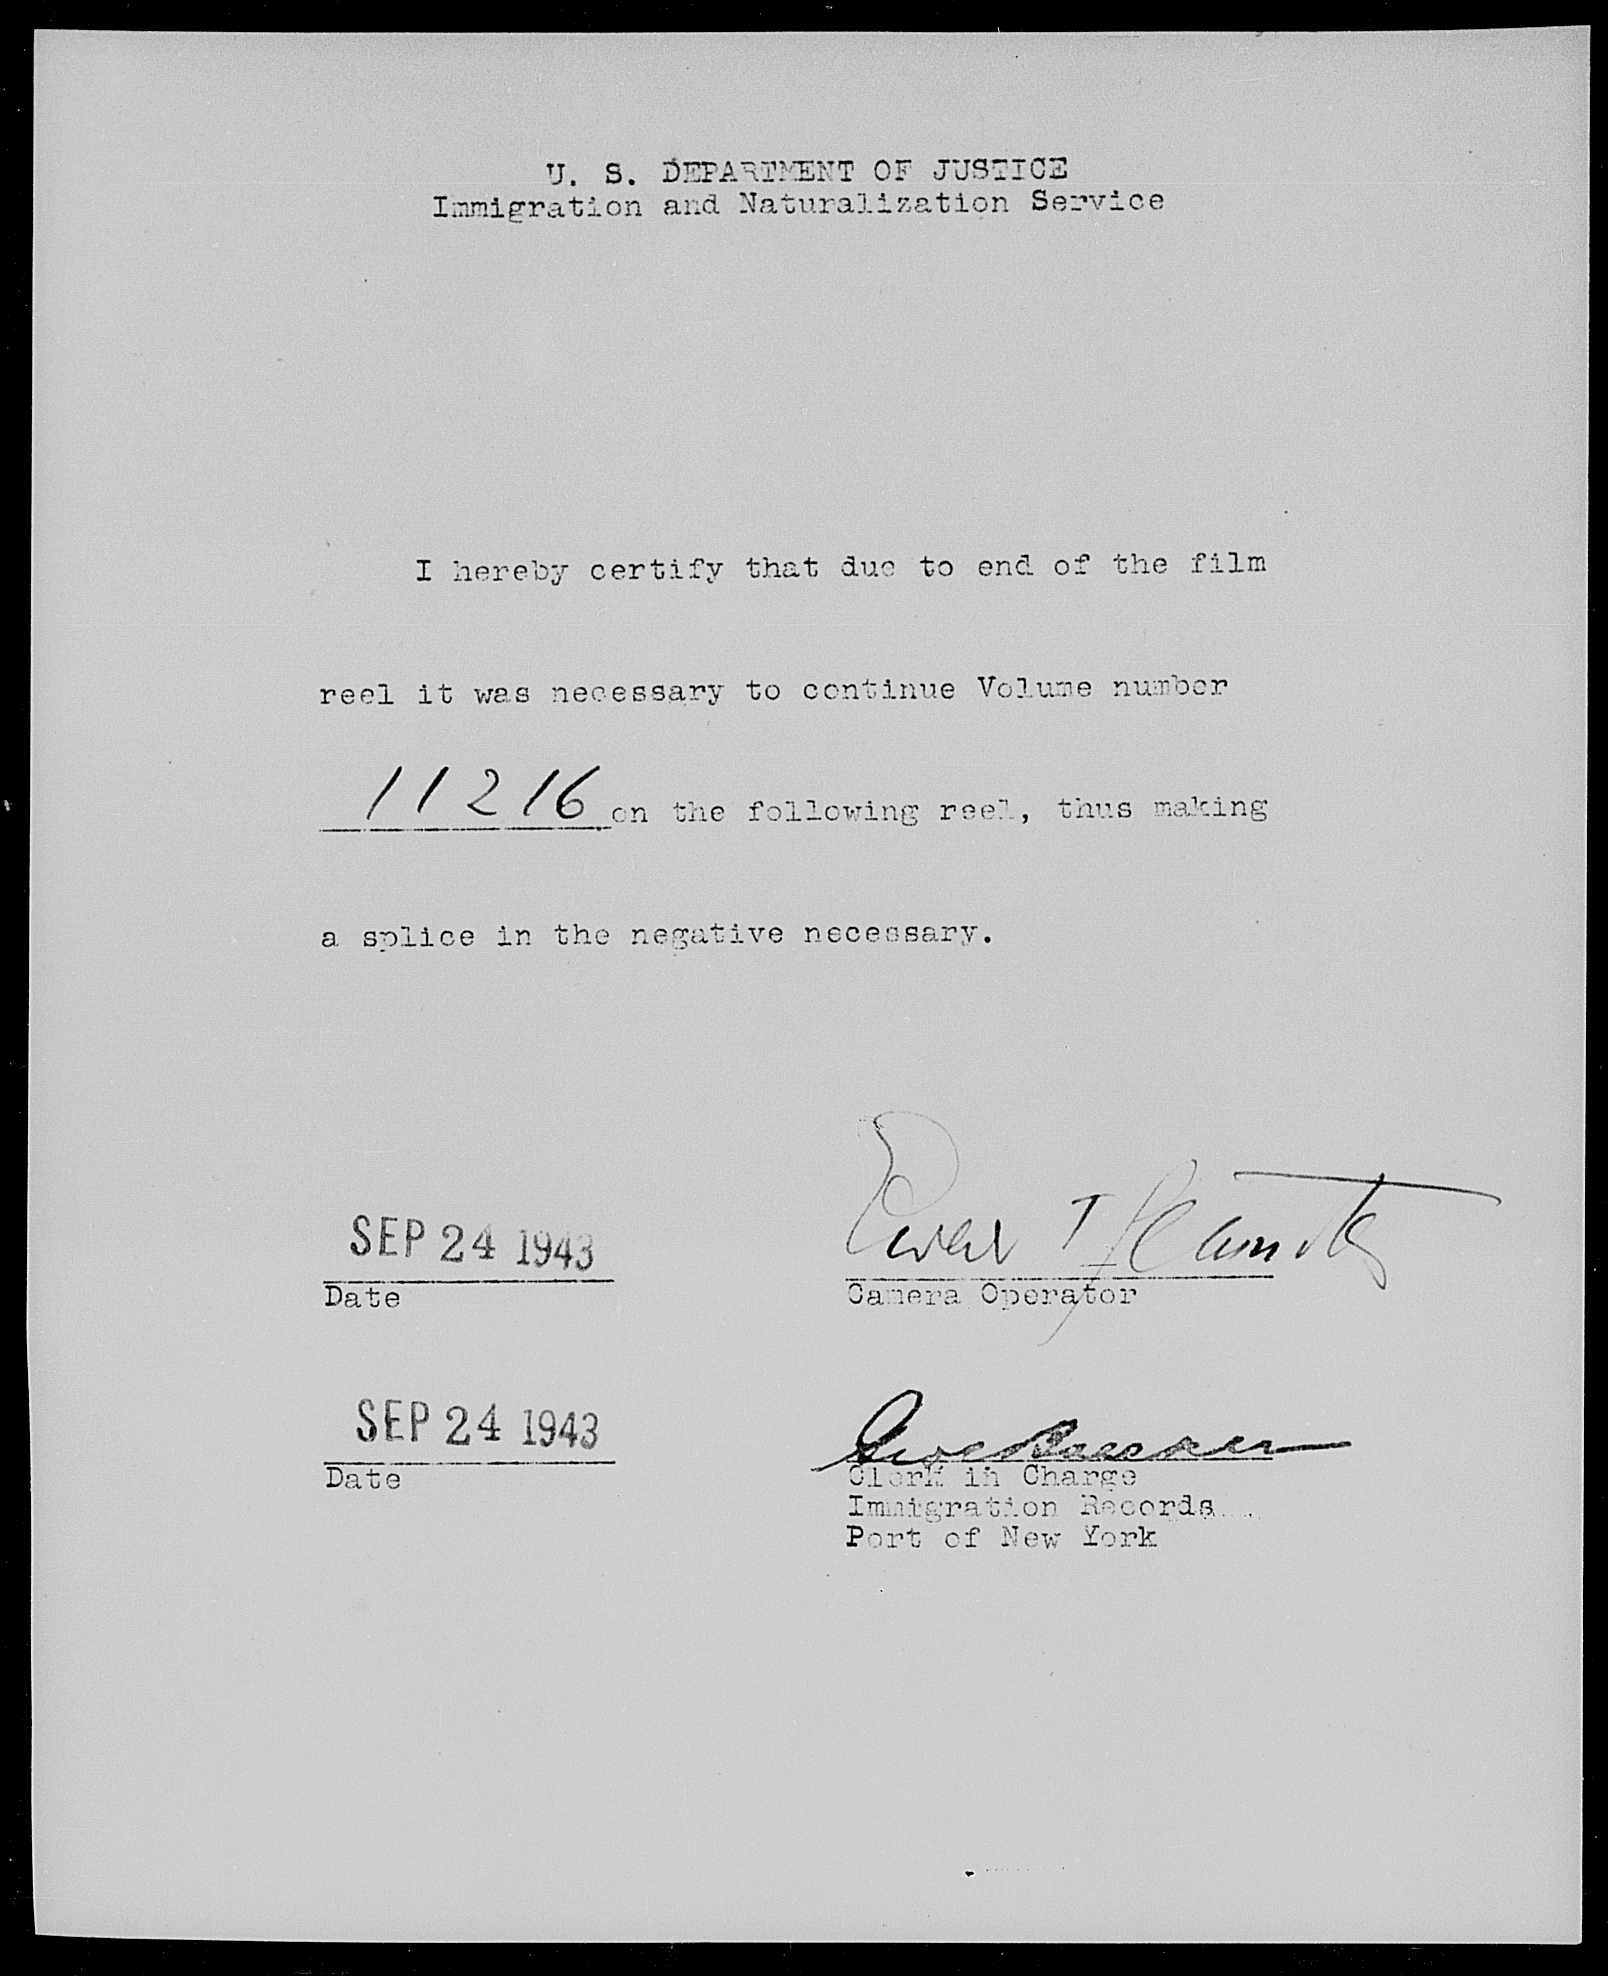 U. S. DEPARTMENT OF JUSTICE
Immigration and Naturalization Service
I hereby certify that due to end of the film
reel it was necessary to continue Volume number
11216 on the following reel, thus making
a splice in the negative necessary.
SEP 24 1943
Date
Camera Operator
SEP 24 1943
Date
Clerk in Charge
Immigration Records
Port of New York